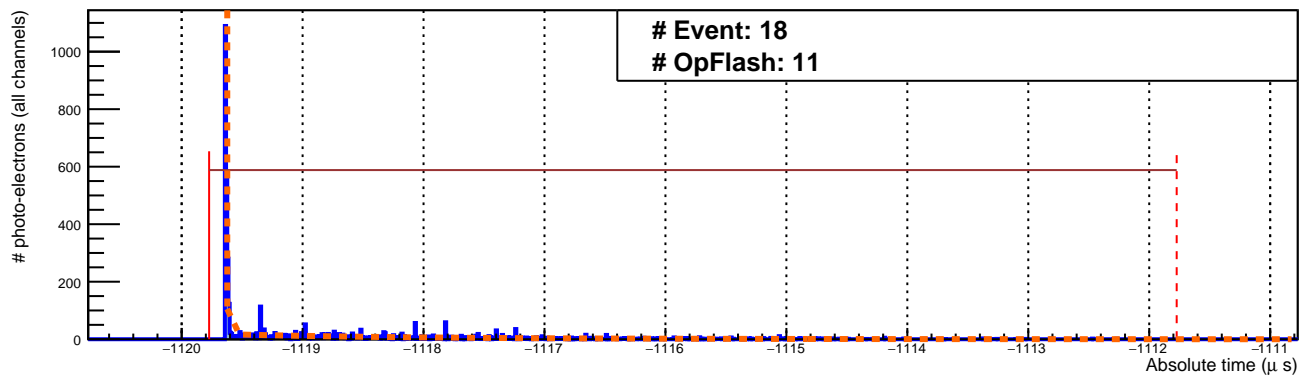 # Event: 18
# OpFlash: 11
# photo-electrons (all channels)
1000
800
600
400
200
0
−1120 −1119 −1118 −1117 −1116 −1115 −1114 −1113 −1112 −1111
Absolute time (μ s)